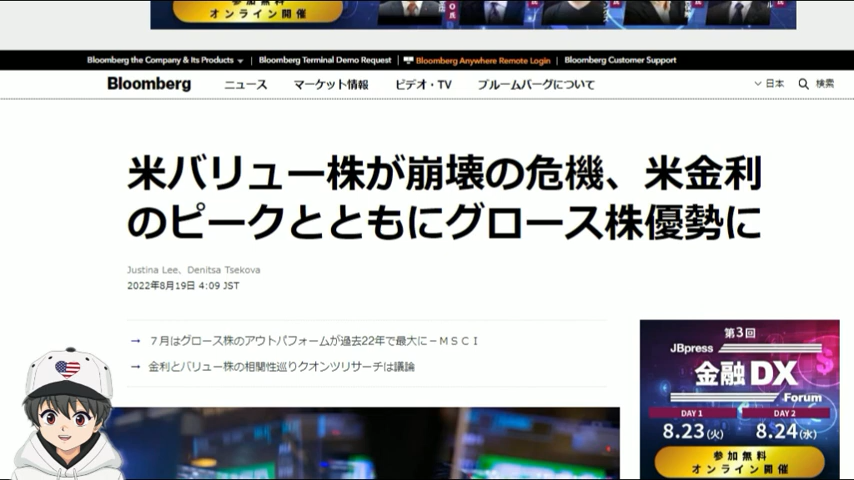 参加無料
オンライン開催
Bloomberg the Company & Its Products
Bloomberg Terminal Demo Request
Bloomberg Anywhere Remote Login
Bloomberg Customer Support
Bloomberg
ニュース
マーケット情報
ビデオ・TV
ブルームバーグについて
日本
検索
米バリュー株が崩壊の危機、米金利
のピークとともにグロース株優勢に
Justina Lee、Denitsa Tsekova
2022年8月19日 4:09 JST
→ 7月はグロース株のアウトパフォームが過去22年で最大に－ＭＳＣＩ
→ 金利とバリュー株の相関性巡りクオンツリサーチは議論
第3回
JBpress
金融DX
Forum
DAY 1
DAY 2
8.23(火)
8.24(水)
参加無料
オンライン開催